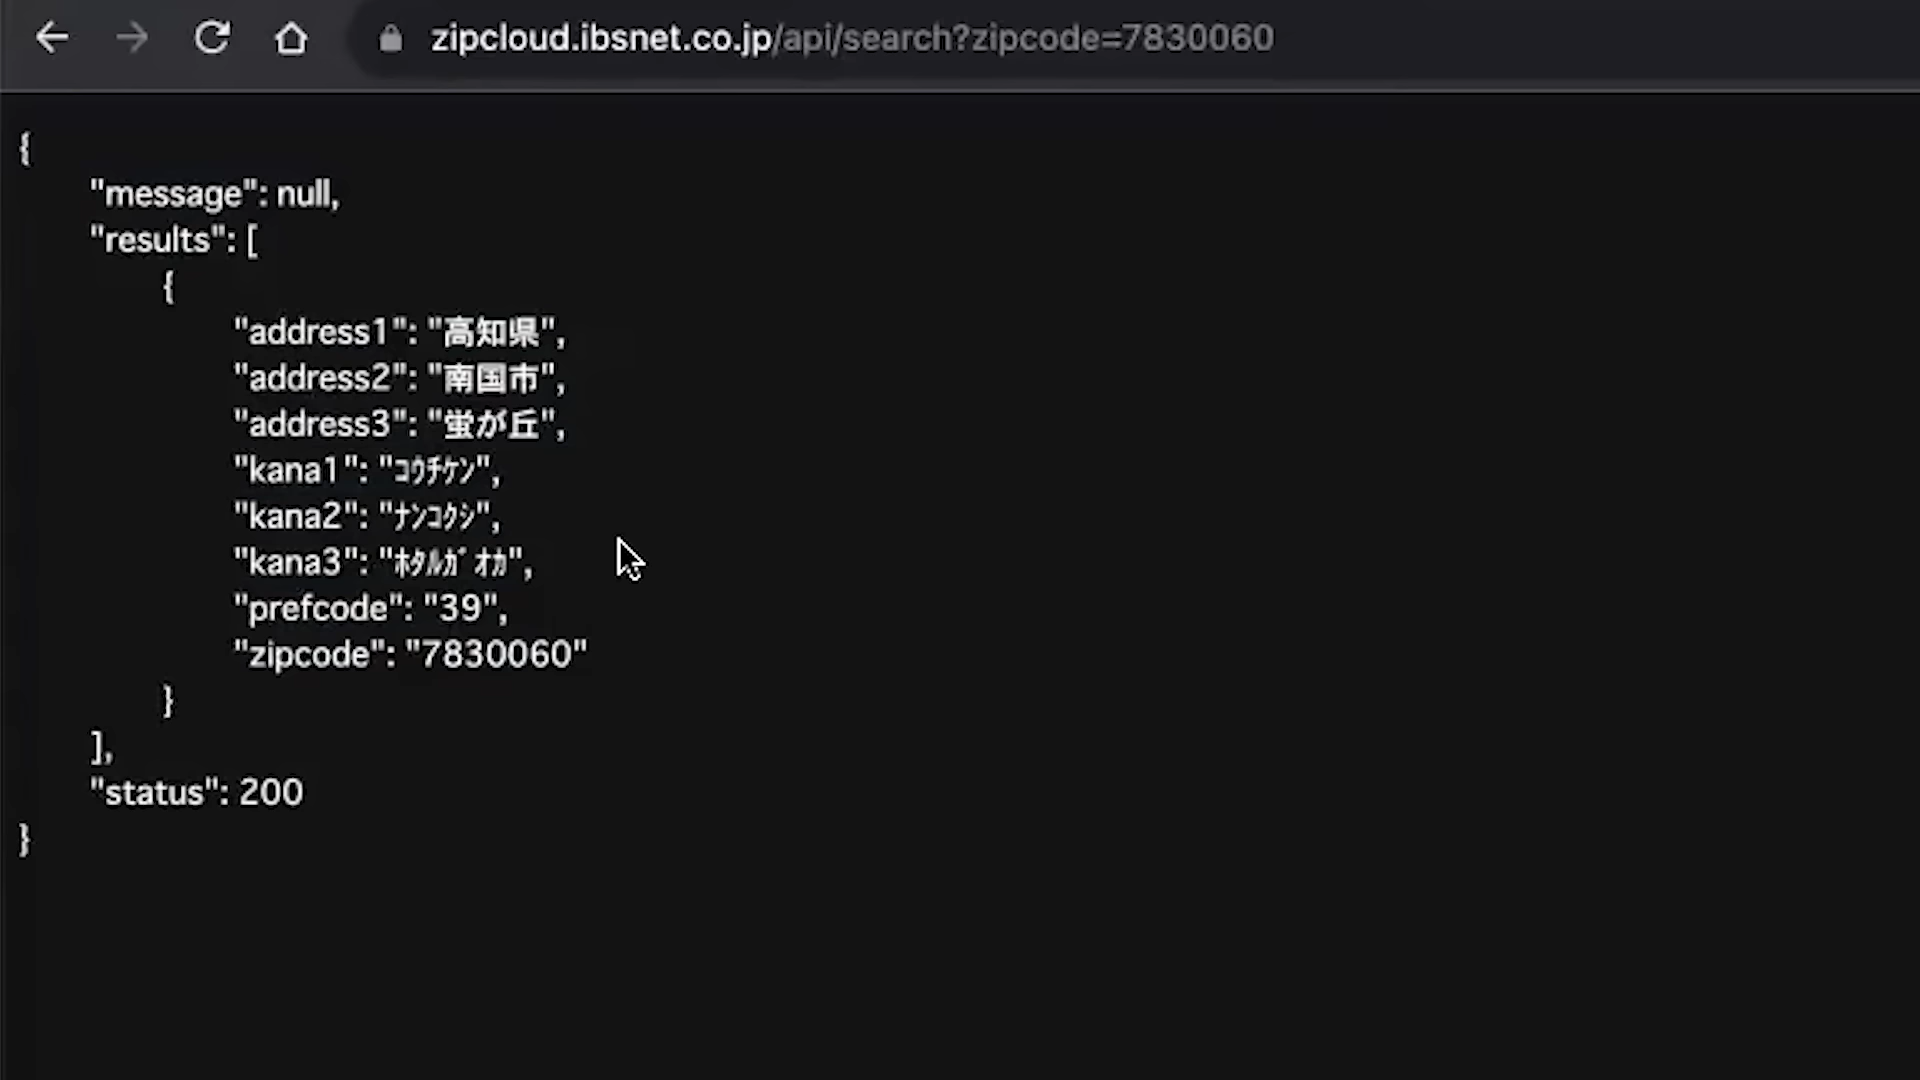 zipcloud.ibsnet.co.jp/api/search?zipcode=7830060
{
"message": null,
"results": [
{
"address1": "高知県",
"address2": "南国市",
"address3": "蛍が丘",
"kana1": "ｺｳﾁｹﾝ",
"kana2": "ﾅﾝｺｸｼ",
"kana3": "ﾎﾀﾙｶﾞｵｶ",
"prefcode": "39",
"zipcode": "7830060"
}
],
"status": 200
}